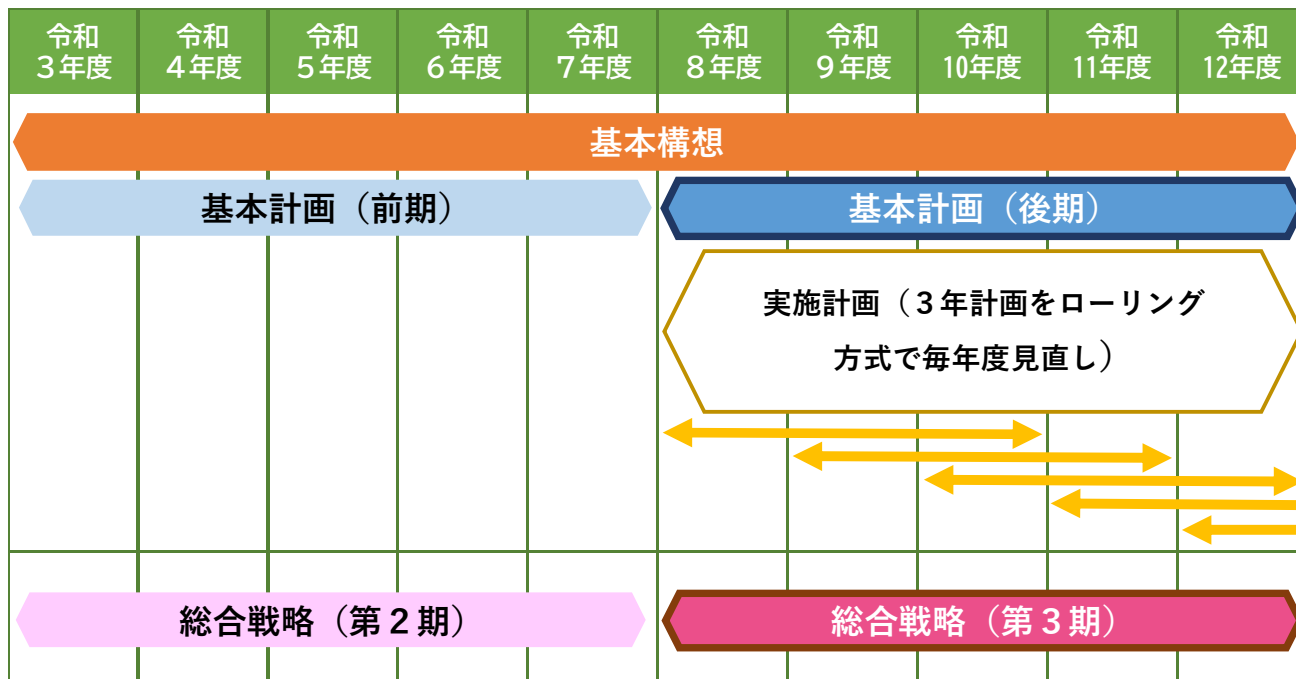 令和
３年度
令和
４年度
令和
５年度
令和
６年度
令和
７年度
令和
８年度
令和
９年度
令和
10年度
令和
11年度
令和
12年度
基本構想
基本計画（前期）
基本計画（後期）
実施計画（３年計画をローリング
方式で毎年度見直し）
総合戦略（第２期）
総合戦略（第３期）